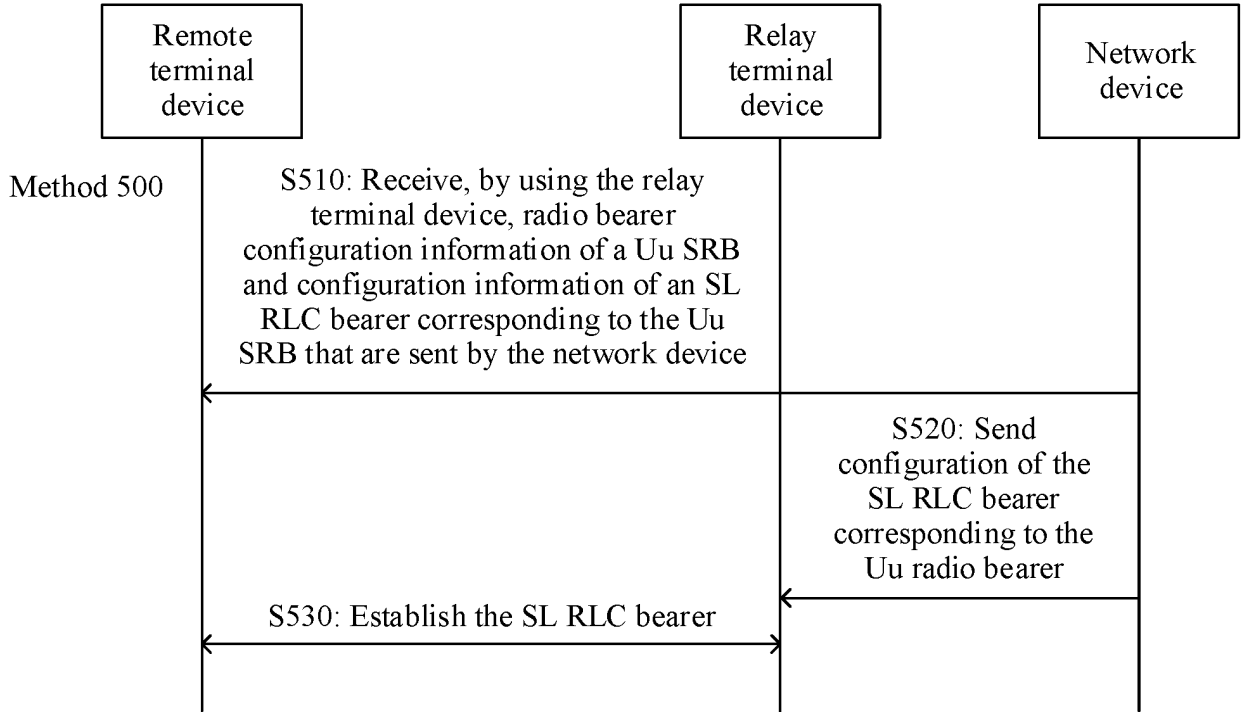 Remote
terminal
device
Relay
terminal
device
Network
device
Method 500
S510: Receive, by using the relay
terminal device, radio bearer
configuration information of a Uu SRB
and configuration information of an SL
RLC bearer corresponding to the Uu
SRB that are sent by the network device
S520: Send
configuration of the
SL RLC bearer
corresponding to the
Uu radio bearer
S530: Establish the SL RLC bearer